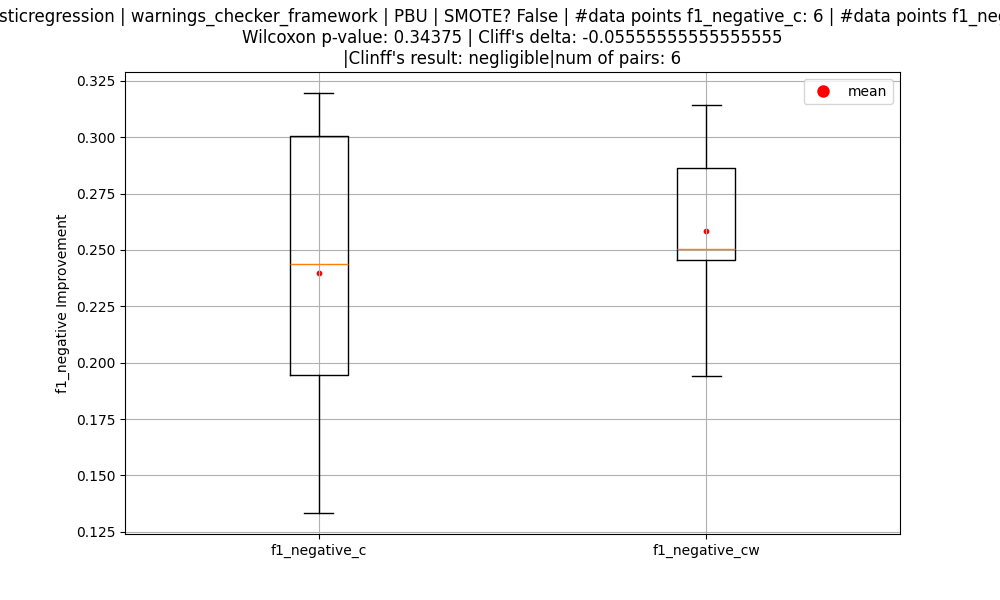 sticregression | warnings_checker_framework | PBU | SMOTE? False | #data points f1_negative_c: 6 | #data points f1_ne
Wilcoxon p-value: 0.34375 | Cliff's delta: -0.05555555555555555
|Clinff's result: negligible|num of pairs: 6
mean
0.325
0.300
0.275
0.250
0.225
0.200
0.175
0.150
0.125
f1_negative Improvement
f1_negative_c
f1_negative_cw